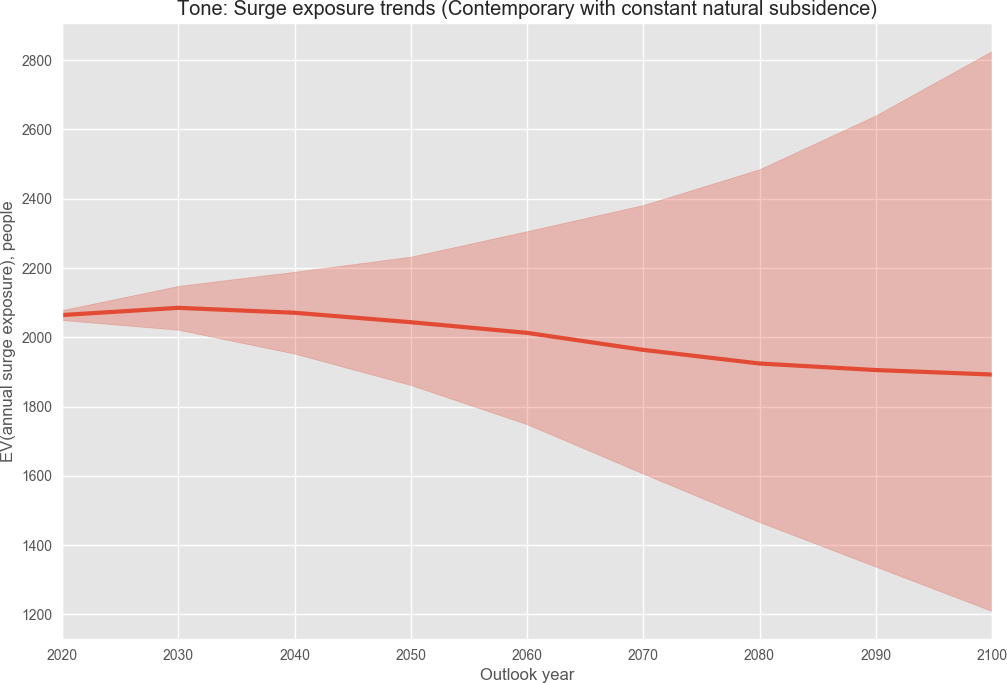 Tone: Surge exposure trends (Contemporary with constant natural subsidence)
2800
2600
2400
2200
2000
1800
1600
1400
1200
EV(annual surge exposure), people
2020 2030 2040 2050 2060 2070 2080 2090 2100
Outlook year